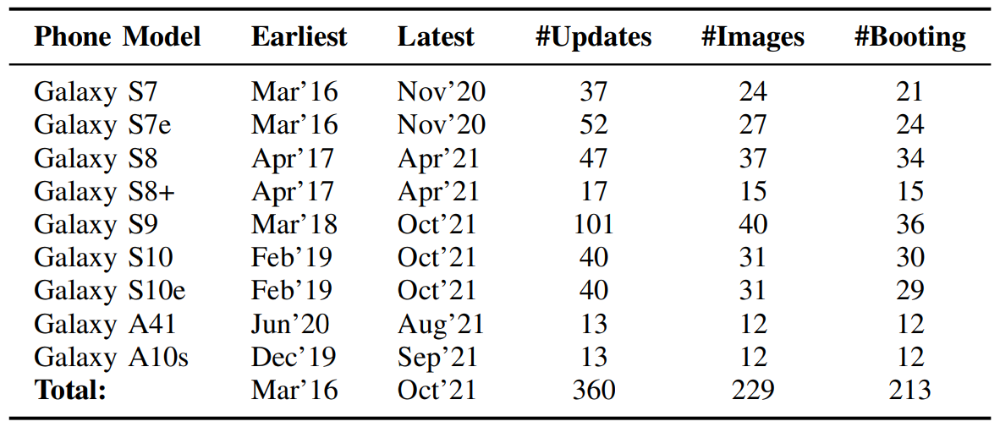 Phone Model Earliest Latest #Updates #Images #Booting
Galaxy S7 Mar’16 Nov’20 37 24 21
Galaxy S7e Mar’16 Nov’20 52 27 24
Galaxy S8 Apr’17 Apr’21 47 37 34
Galaxy S8+ Apr’17 Apr’21 17 15 15
Galaxy S9 Mar’18 Oct’21 101 40 36
Galaxy S10 Feb’19 Oct’21 40 31 30
Galaxy S10e Feb’19 Oct’21 40 31 29
Galaxy A41 Jun’20 Aug’21 13 12 12
Galaxy A10s Dec’19 Sep’21 13 12 12
Total: Mar’16 Oct’21 360 229 213